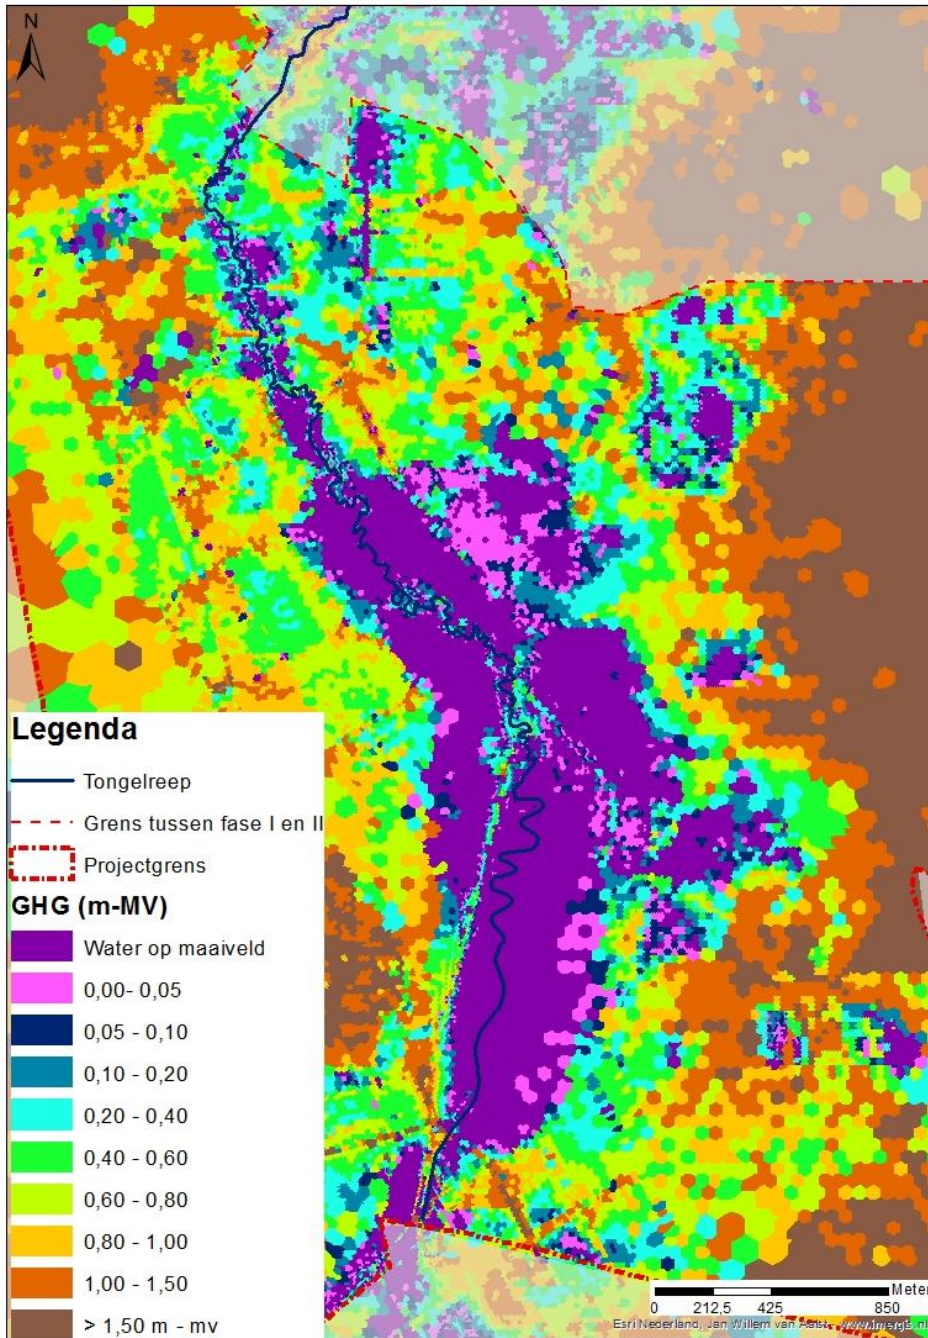 N
Legenda
Tongelreep
Grens tussen fase I en II
Projectgrens
GHG (m-MV)
Water op maaiveld
0,00- 0,05
0,05 - 0,10
0,10 - 0,20
0,20 - 0,40
0,40 - 0,60
0,60 - 0,80
0,80 - 1,00
1,00 - 1,50
> 1,50 m - mv
Meter
0 212,5 425 850
Esri Nederland, Jan Willem van Aalst,